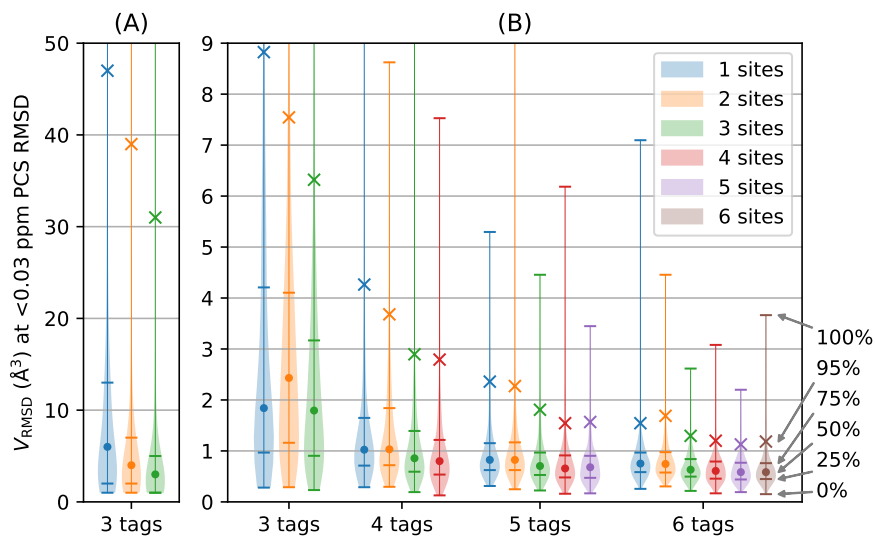 (A)
(B)
V_RMSD (Å³) at <0.03 ppm PCS RMSD
50
40
30
20
10
0
3 tags
9
8
7
6
5
4
3
2
1
0
3 tags
4 tags
5 tags
6 tags
1 sites
2 sites
3 sites
4 sites
5 sites
6 sites
100%
95%
75%
50%
25%
0%